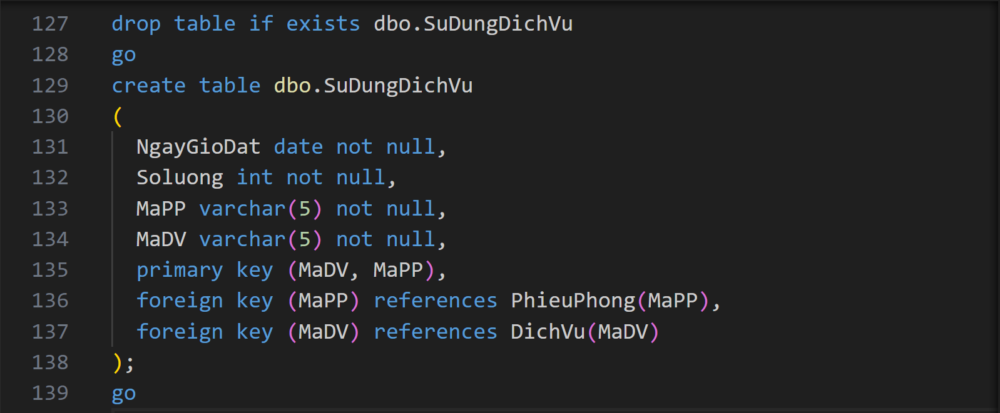 127 drop table if exists dbo.SuDungDichVu
128 go
129 create table dbo.SuDungDichVu
130 (
131 NgayGioDat date not null,
132 Soluong int not null,
133 MaPP varchar(5) not null,
134 MaDV varchar(5) not null,
135 primary key (MaDV, MaPP),
136 foreign key (MaPP) references PhieuPhong(MaPP),
137 foreign key (MaDV) references DichVu(MaDV)
138 );
139 go